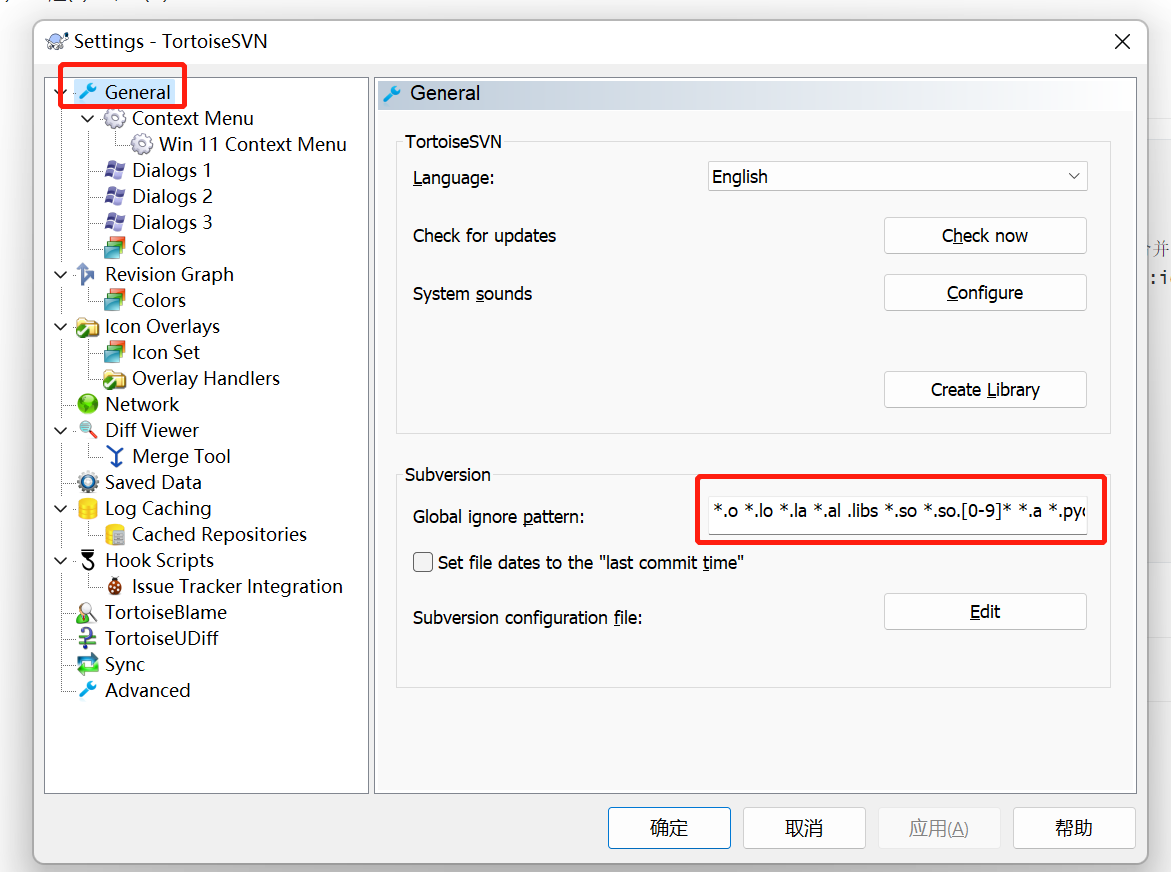 Settings - TortoiseSVN
General
Context Menu
Win 11 Context Menu
Dialogs 1
Dialogs 2
Dialogs 3
Colors
Revision Graph
Colors
Icon Overlays
Icon Set
Overlay Handlers
Network
Diff Viewer
Merge Tool
Saved Data
Log Caching
Cached Repositories
Hook Scripts
Issue Tracker Integration
TortoiseBlame
TortoiseUDiff
Sync
Advanced
General
TortoiseSVN
Language: English
Check for updates Check now
System sounds Configure
Create Library
Subversion
Global ignore pattern: *.o *.lo *.la *.al .libs *.so *.so.[0-9]* *.a *.pyc
Set file dates to the "last commit time"
Subversion configuration file: Edit
确定 取消 应用(A) 帮助
并